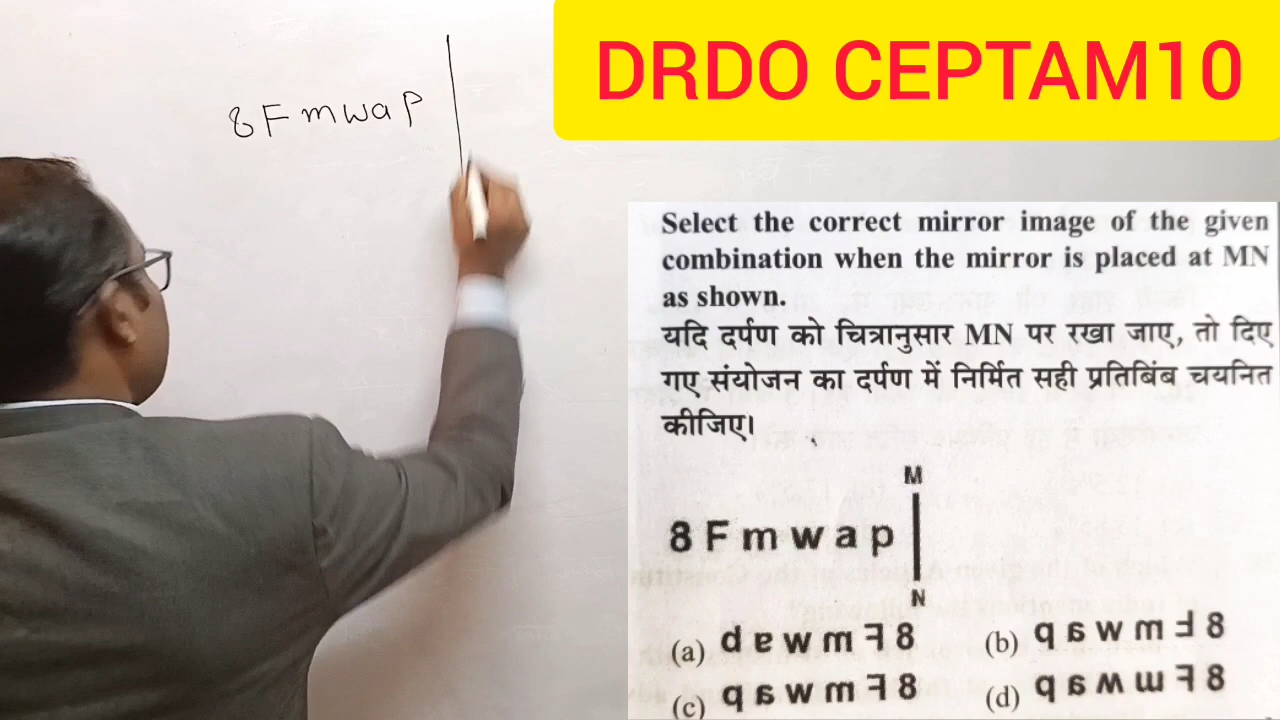 8Fmwap
DRDO CEPTAM10
Select the correct mirror image of the given
combination when the mirror is placed at MN
as shown.
यदि दर्पण को चित्रानुसार MN पर रखा जाए, तो दिए
गए संयोजन का दर्पण में निर्मित सही प्रतिबिंब चयनित
कीजिए।
M
8 F m w a p
N
(a)
(b)
(c)
(d)